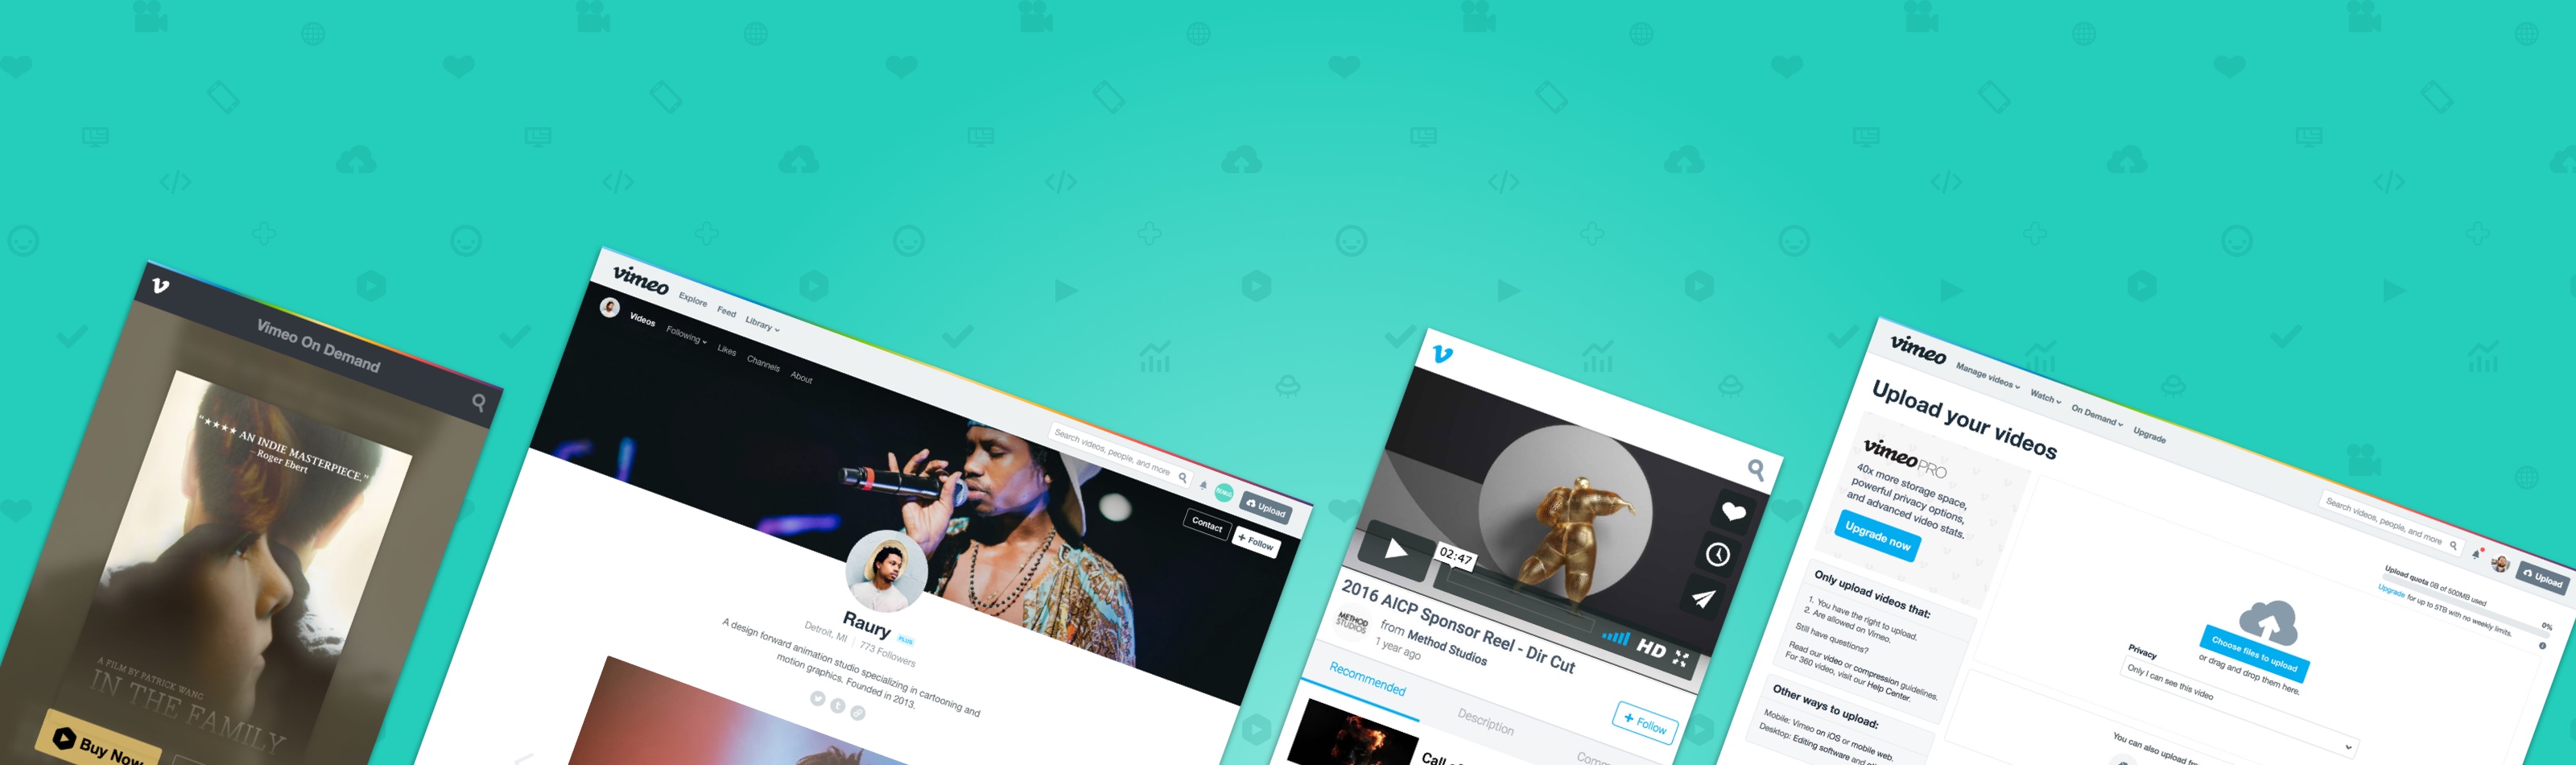 Vimeo On Demand
"★★★★ AN INDIE MASTERPIECE."
– Roger Ebert
A FILM BY PATRICK WANG
IN THE FAMILY
Buy Now
vimeo
Explore
Feed
Library
Search videos, people, and more
Upload
Videos
Following
Likes
Channels
About
Contact
+ Follow
Raury PLUS
Detroit, MI | 773 Followers
A design forward animation studio specializing in cartooning and
motion graphics. Founded in 2013.
02:47
HD
2016 AICP Sponsor Reel - Dir Cut
METHOD
STUDIOS
from Method Studios
1 year ago
+ Follow
Recommended
Description
vimeo
Manage videos
Watch
On Demand
Upgrade
Search videos, people, and more
Upload
Upload your videos
vimeo PRO
40x more storage space,
powerful privacy options,
and advanced video stats.
Upgrade now
Only upload videos that:
1. You have the right to upload.
2. Are allowed on Vimeo.
Still have questions?
Read our video or compression guidelines.
For 360 video, visit our Help Center.
Other ways to upload:
Mobile: Vimeo on iOS or mobile web.
Desktop: Editing software and
Upload quota 0B of 500MB used
0%
Upgrade for up to 5TB with no weekly limits.
Choose files to upload
or drag and drop them here.
Privacy
Only I can see this video
You can also upload